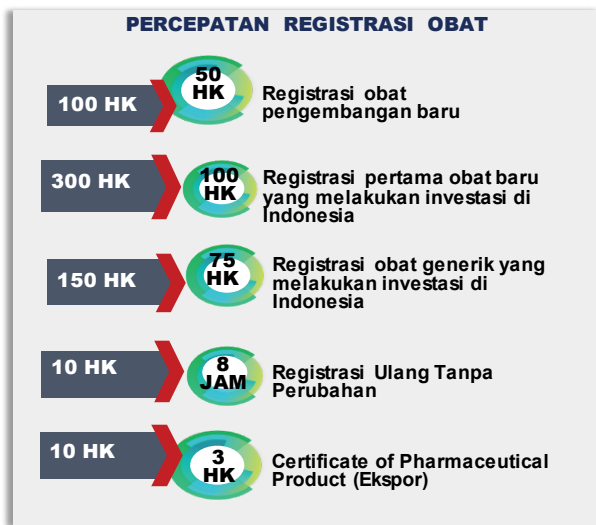 PERCEPATAN REGISTRASI OBAT
100 HK
50
HK
Registrasi obat
pengembangan baru
300 HK
100
HK
Registrasi pertama obat baru
yang melakukan investasi di
Indonesia
150 HK
75
HK
Registrasi obat generik yang
melakukan investasi di
Indonesia
10 HK
8
JAM
Registrasi Ulang Tanpa
Perubahan
10 HK
3
HK
Certificate of Pharmaceutical
Product (Ekspor)